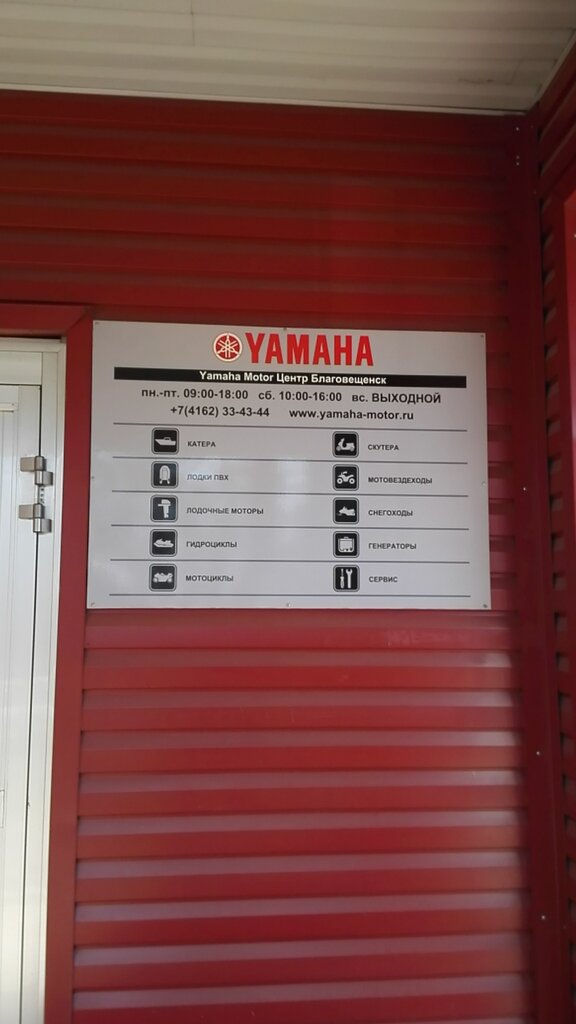 YAMAHA
Yamaha Motor Центр Благовещенск
пн.-пт. 09:00-18:00 сб. 10:00-16:00 вс. ВЫХОДНОЙ
+7(4162) 33-43-44 www.yamaha-motor.ru
КАТЕРА
ЛОДКИ ПВХ
ЛОДОЧНЫЕ МОТОРЫ
ГИДРОЦИКЛЫ
МОТОЦИКЛЫ
СКУТЕРА
МОТОВЕЗДЕХОДЫ
СНЕГОХОДЫ
ГЕНЕРАТОРЫ
СЕРВИС